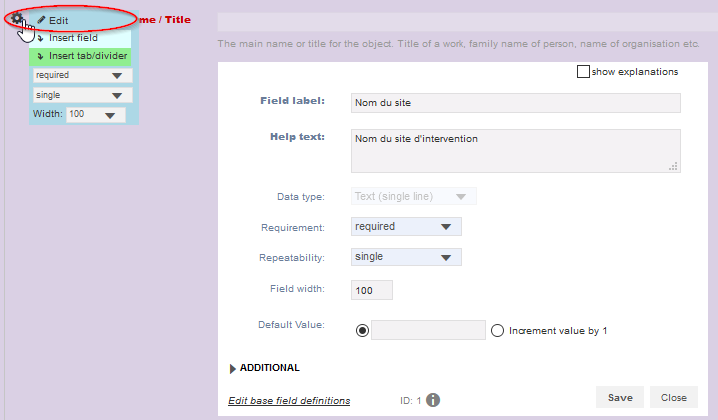 Edit
me / Title
Insert field
Insert tab/divider
required
single
Width: 100
The main name or title for the object. Title of a work, family name of person, name of organisation etc.
show explanations
Field label: Nom du site
Help text: Nom du site d'intervention
Data type: Text (single line)
Requirement: required
Repeatability: single
Field width: 100
Default Value: Increment value by 1
ADDITIONAL
Edit base field definitions ID: 1 i Save Close